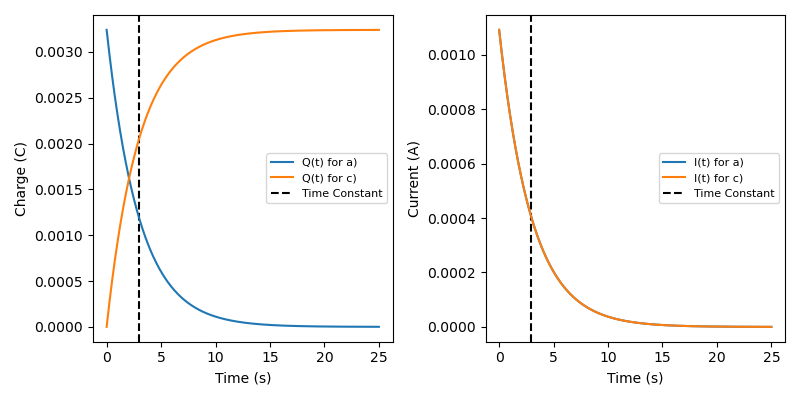 0.0030
0.0025
0.0020
0.0015
0.0010
0.0005
0.0000
Charge (C)
Q(t) for a)
Q(t) for c)
Time Constant
0 5 10 15 20 25
Time (s)
0.0010
0.0008
0.0006
0.0004
0.0002
0.0000
Current (A)
I(t) for a)
I(t) for c)
Time Constant
0 5 10 15 20 25
Time (s)